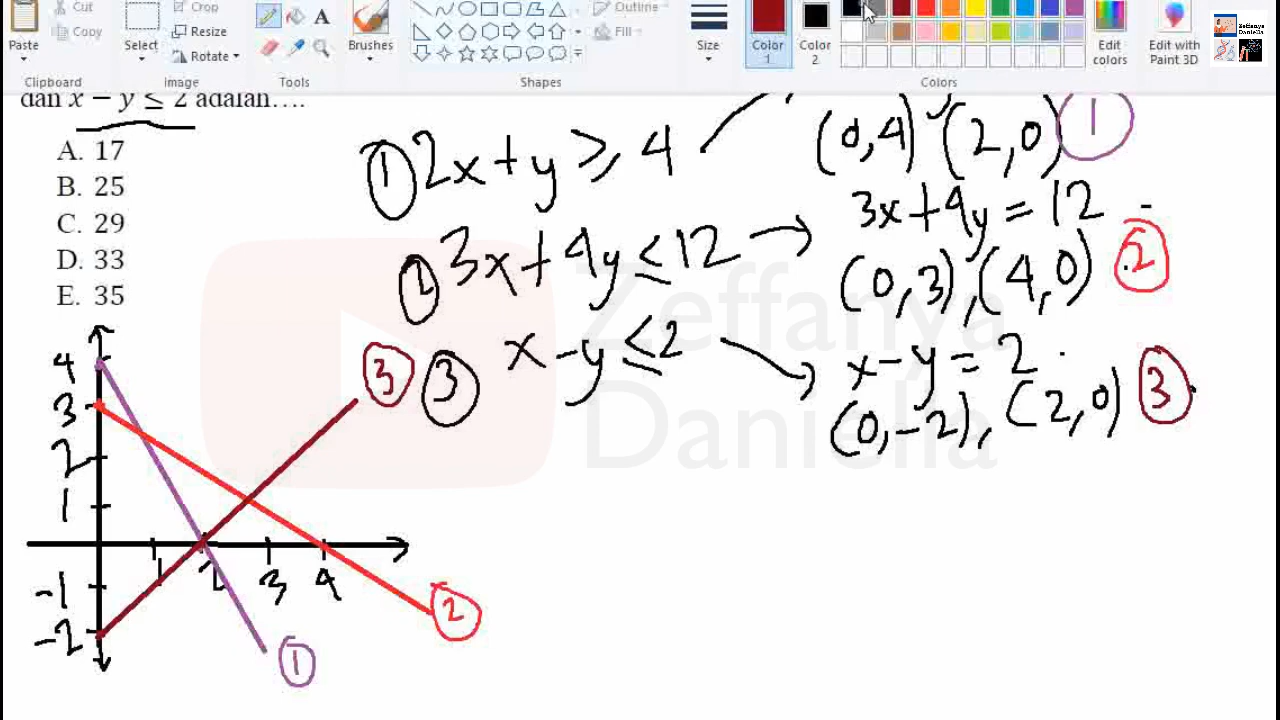 Cut
Crop
Outline
Paste
Copy
Select
Resize
Rotate
A
Fill
Brushes
Size
Color 1
Color 2
Edit colors
Edit with Paint 3D
Zeffanya Daniella
Clipboard
Image
Tools
Shapes
Colors
dan x − y ≤ 2 adalah….
A. 17
B. 25
C. 29
D. 33
E. 35
① 2x + y ≥ 4
② 3x + 4y ≤ 12
③ x − y ≤ 2
(0,4) (2,0) ①
3x + 4y = 12
(0,3), (4,0) ②
x − y = 2
(0,−2), (2,0) ③
Zeffanya
Daniella
4
3
2
1
−1
−2
1 2 3 4
③
②
①